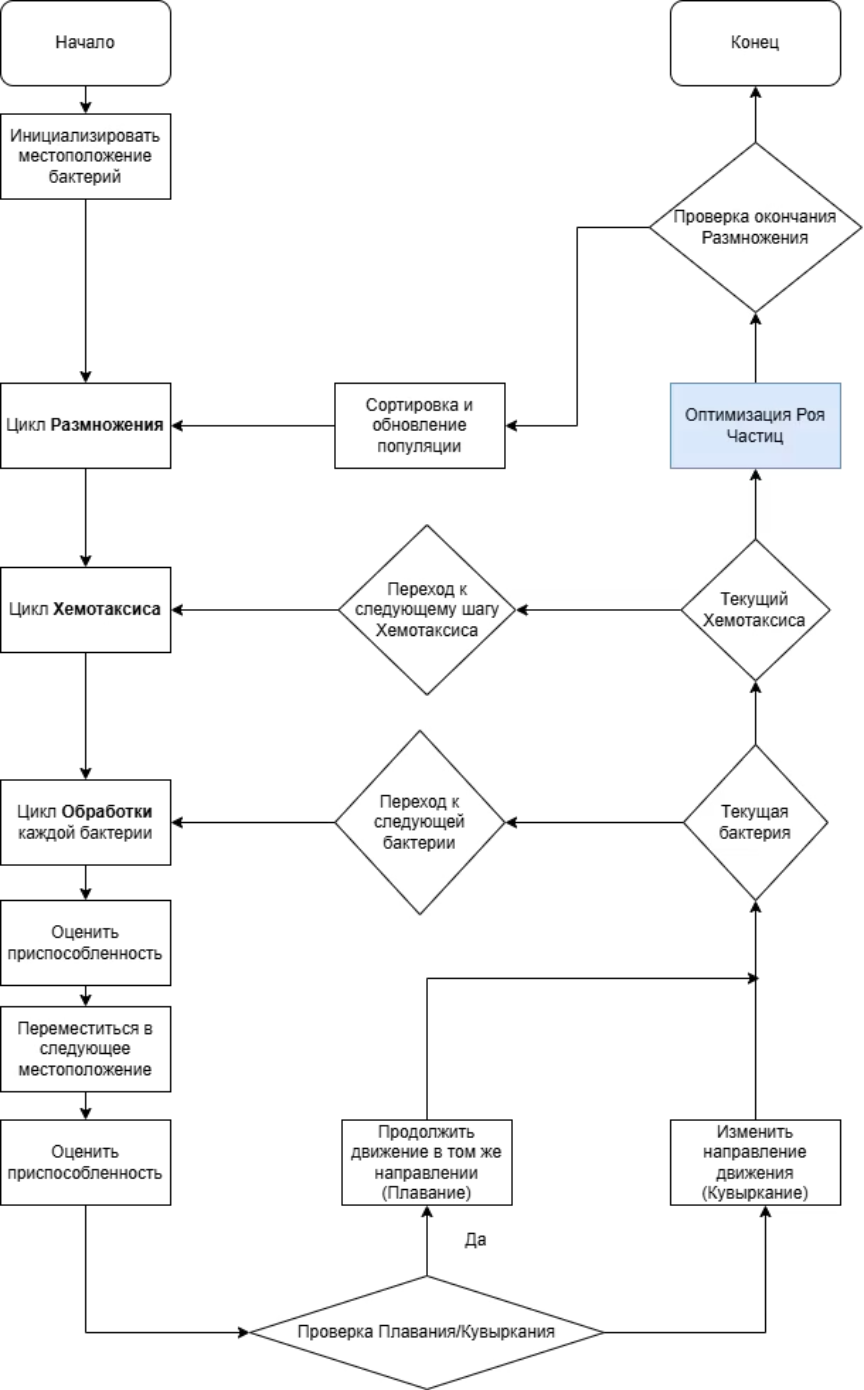 Начало
Конец
Инициализировать
местоположение
бактерий
Проверка окончания
Размножения
Цикл Размножения
Сортировка и
обновление
популяции
Оптимизация Роя
Частиц
Цикл Хемотаксиса
Переход к
следующему шагу
Хемотаксиса
Текущий
Хемотаксиса
Цикл Обработки
каждой бактерии
Переход к
следующей
бактерии
Текущая
бактерия
Оценить
приспособленность
Переместиться в
следующее
местоположение
Оценить
приспособленность
Продолжить
движение в том же
направлении
(Плавание)
Изменить
направление
движения
(Кувыркание)
Да
Проверка Плавания/Кувыркания